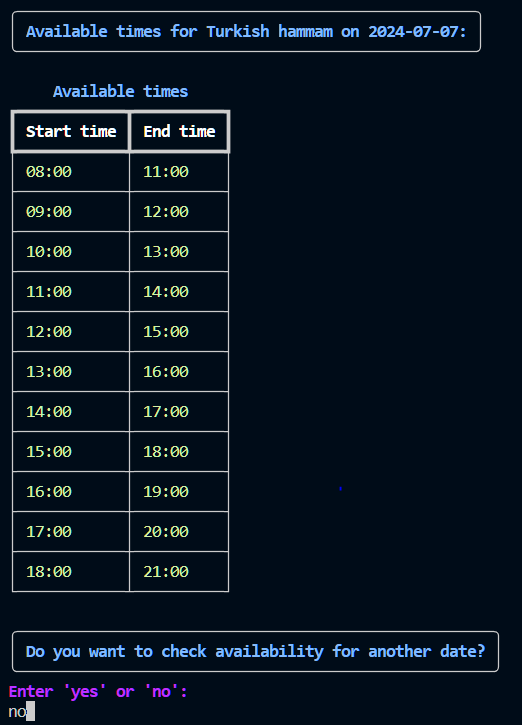 Available times for Turkish hammam on 2024-07-07:
Available times
Start time End time
08:00 11:00
09:00 12:00
10:00 13:00
11:00 14:00
12:00 15:00
13:00 16:00
14:00 17:00
15:00 18:00
16:00 19:00
17:00 20:00
18:00 21:00
Do you want to check availability for another date?
Enter 'yes' or 'no':
no